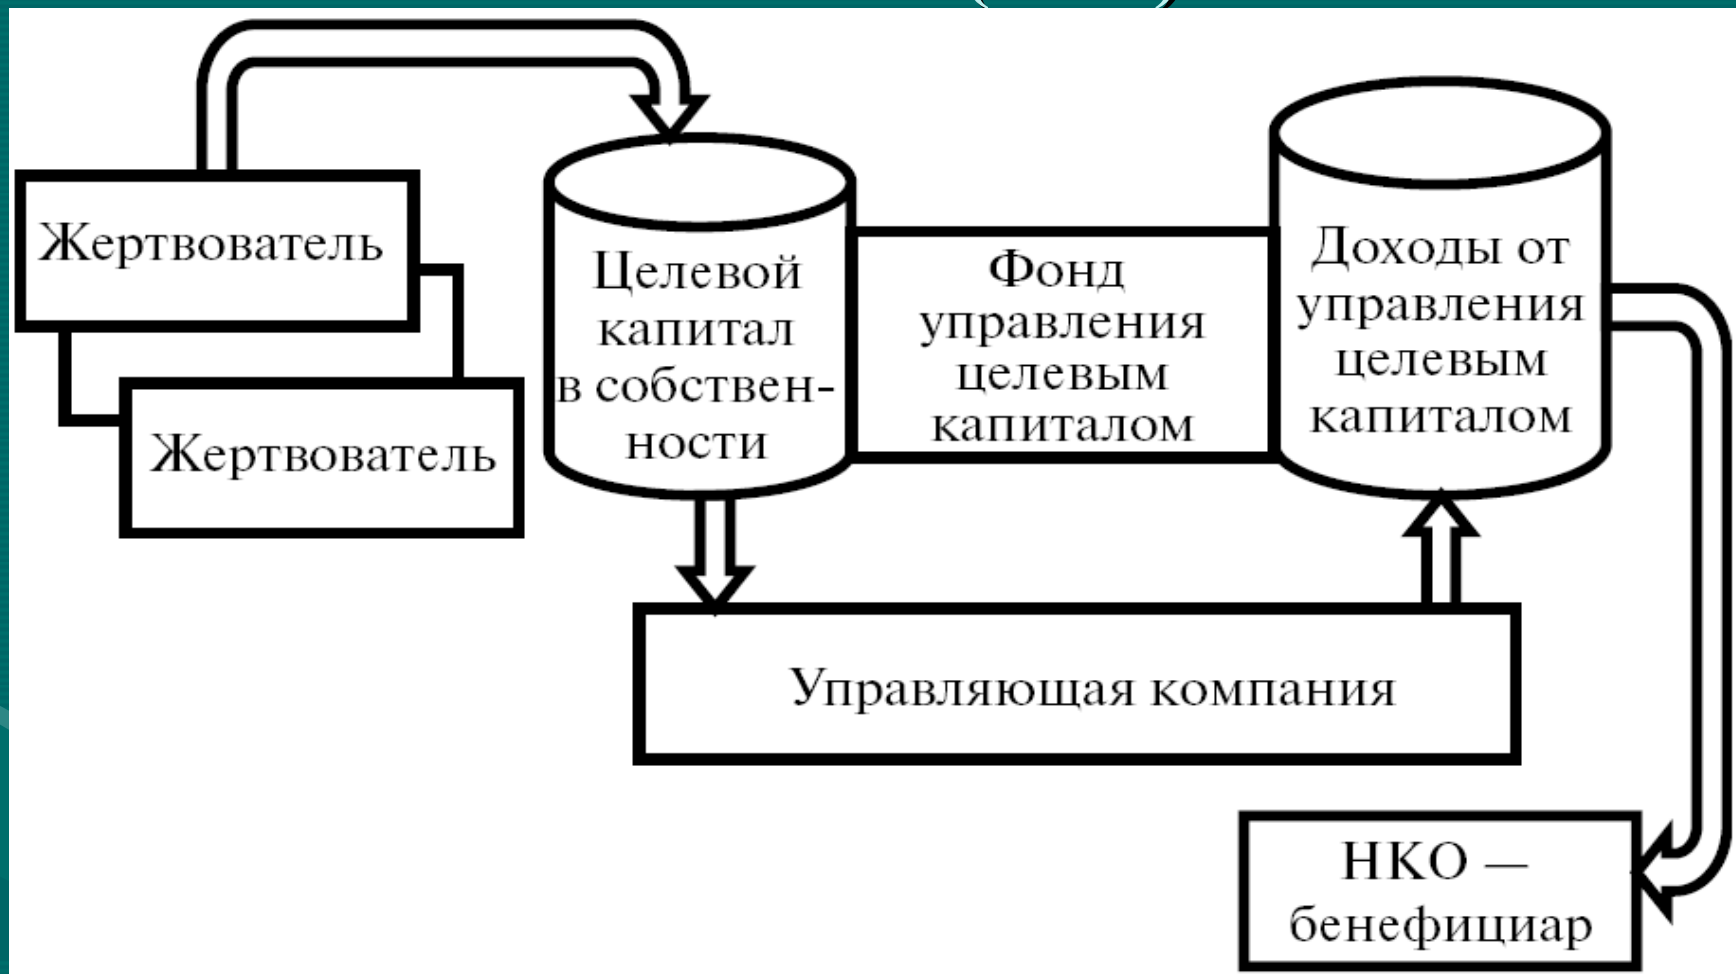 Жертвователь
Жертвователь
Целевой
капитал
в собствен-
ности
Фонд
управления
целевым
капиталом
Доходы от
управления
целевым
капиталом
Управляющая компания
НКО —
бенефициар